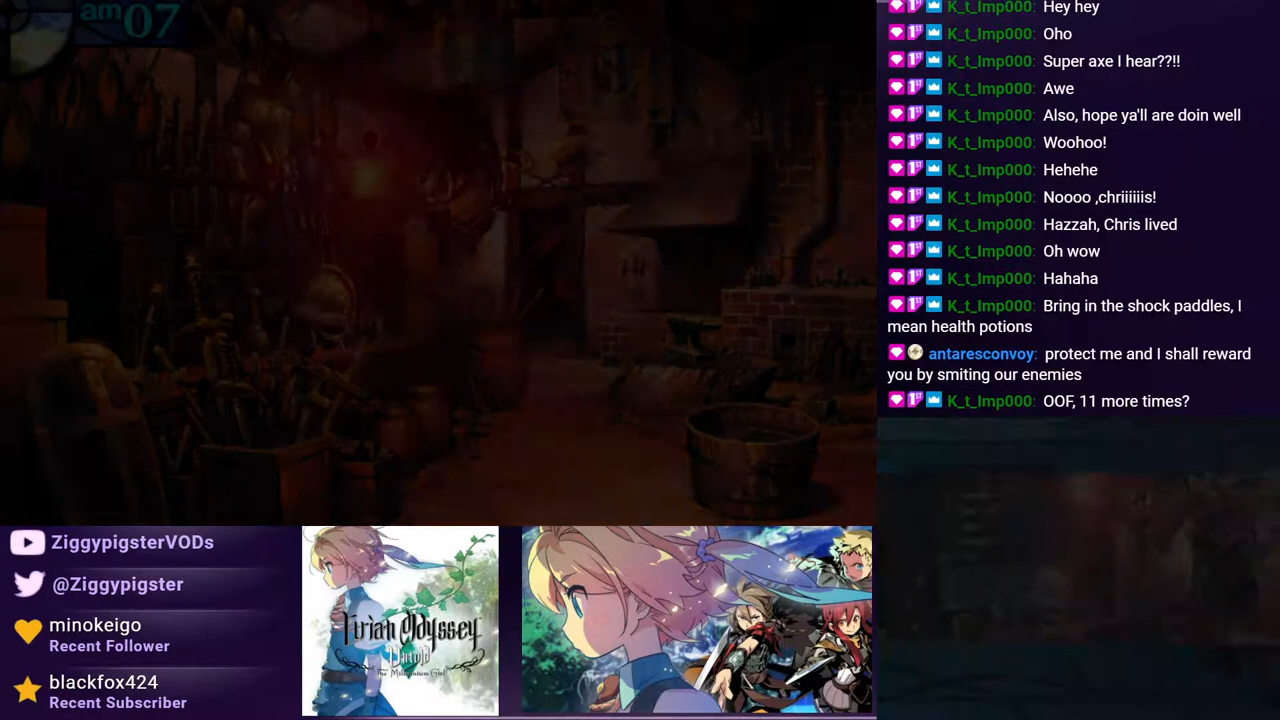 am 07
K_t_Imp000: Hey hey
K_t_Imp000: Oho
K_t_Imp000: Super axe I hear??!!
K_t_Imp000: Awe
K_t_Imp000: Also, hope ya'll are doin well
K_t_Imp000: Woohoo!
K_t_Imp000: Hehehe
K_t_Imp000: Noooo ,chriiiiiis!
K_t_Imp000: Hazzah, Chris lived
K_t_Imp000: Oh wow
K_t_Imp000: Hahaha
K_t_Imp000: Bring in the shock paddles, I
mean health potions
antaresconvoy: protect me and I shall reward
you by smiting our enemies
K_t_Imp000: OOF, 11 more times?
ZiggypigsterVODs
@Ziggypigster
minokeigo
Recent Follower
blackfox424
Recent Subscriber
Odyssey
Untold
The Millennium Girl